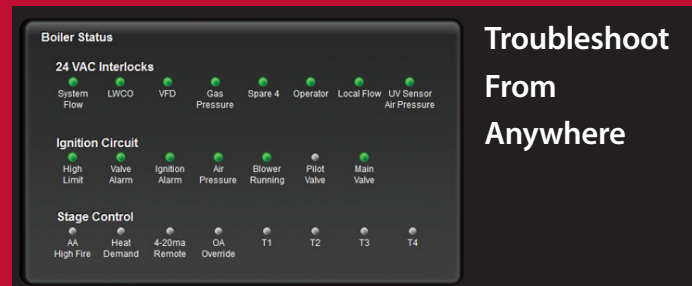 Boiler Status
24 VAC Interlocks
System Flow
LWCO
VFD
Gas Pressure
Spare 4
Operator
Local Flow
UV Sensor Air Pressure
Ignition Circuit
High Limit
Valve Alarm
Ignition Alarm
Air Pressure
Blower Running
Pilot Valve
Main Valve
Stage Control
AA High Fire
Heat Demand
4-20ma Remote
OA Override
T1
T2
T3
T4
Troubleshoot
From
Anywhere